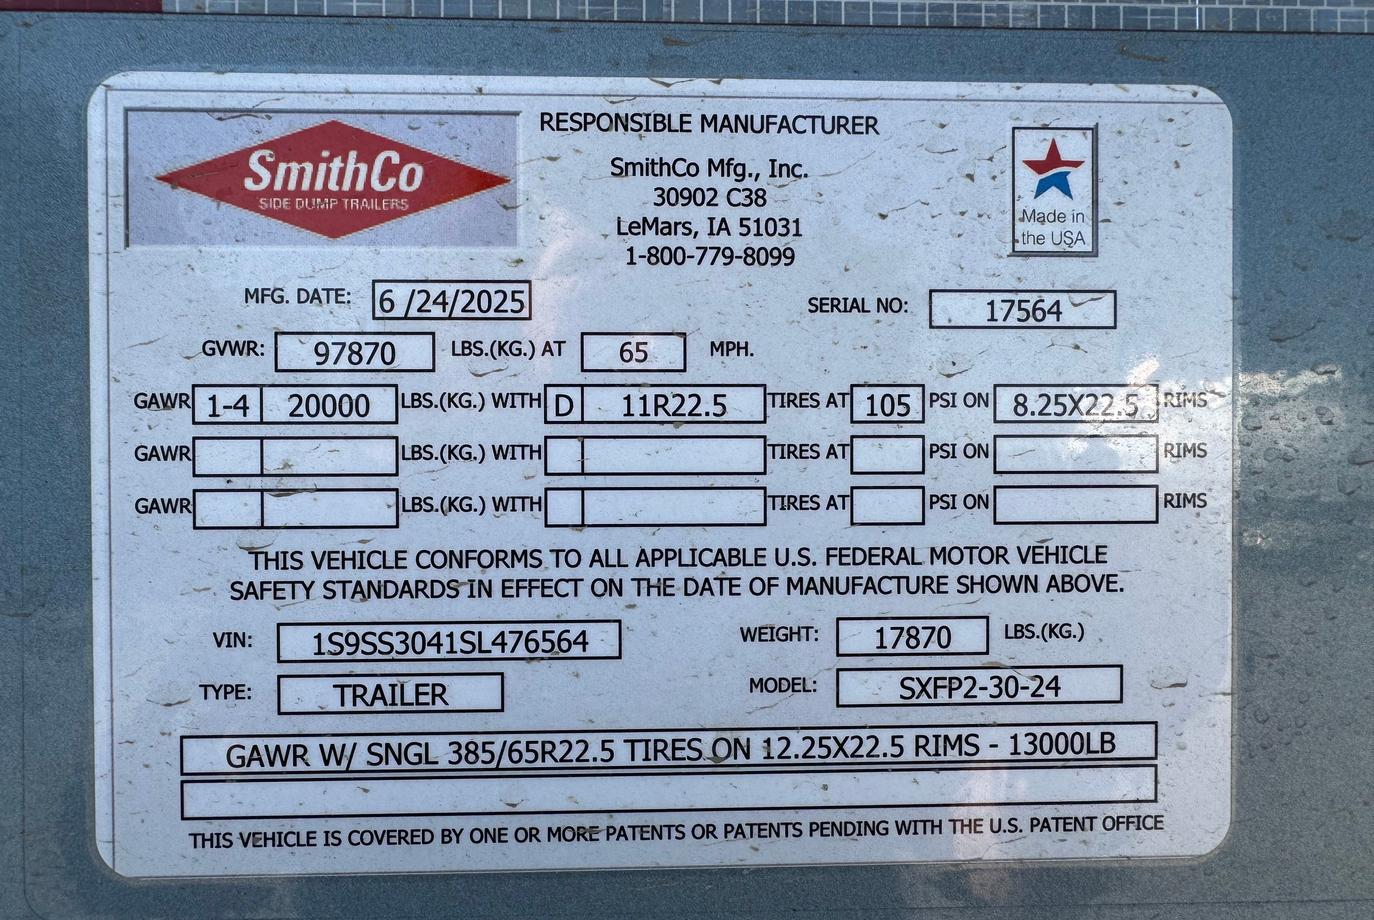 SmithCo
SIDE DUMP TRAILERS
RESPONSIBLE MANUFACTURER
SmithCo Mfg., Inc.
30902 C38
LeMars, IA 51031
1-800-779-8099
Made in
the USA
MFG. DATE: 6 /24/2025 SERIAL NO: 17564
GVWR: 97870 LBS.(KG.) AT 65 MPH.
GAWR 1-4 20000 LBS.(KG.) WITH D 11R22.5 TIRES AT 105 PSI ON 8.25X22.5 RIMS
GAWR LBS.(KG.) WITH TIRES AT PSI ON RIMS
GAWR LBS.(KG.) WITH TIRES AT PSI ON RIMS
THIS VEHICLE CONFORMS TO ALL APPLICABLE U.S. FEDERAL MOTOR VEHICLE
SAFETY STANDARDS IN EFFECT ON THE DATE OF MANUFACTURE SHOWN ABOVE.
VIN: 1S9SS3041SL476564 WEIGHT: 17870 LBS.(KG.)
TYPE: TRAILER MODEL: SXFP2-30-24
GAWR W/ SNGL 385/65R22.5 TIRES ON 12.25X22.5 RIMS - 13000LB
THIS VEHICLE IS COVERED BY ONE OR MORE PATENTS OR PATENTS PENDING WITH THE U.S. PATENT OFFICE